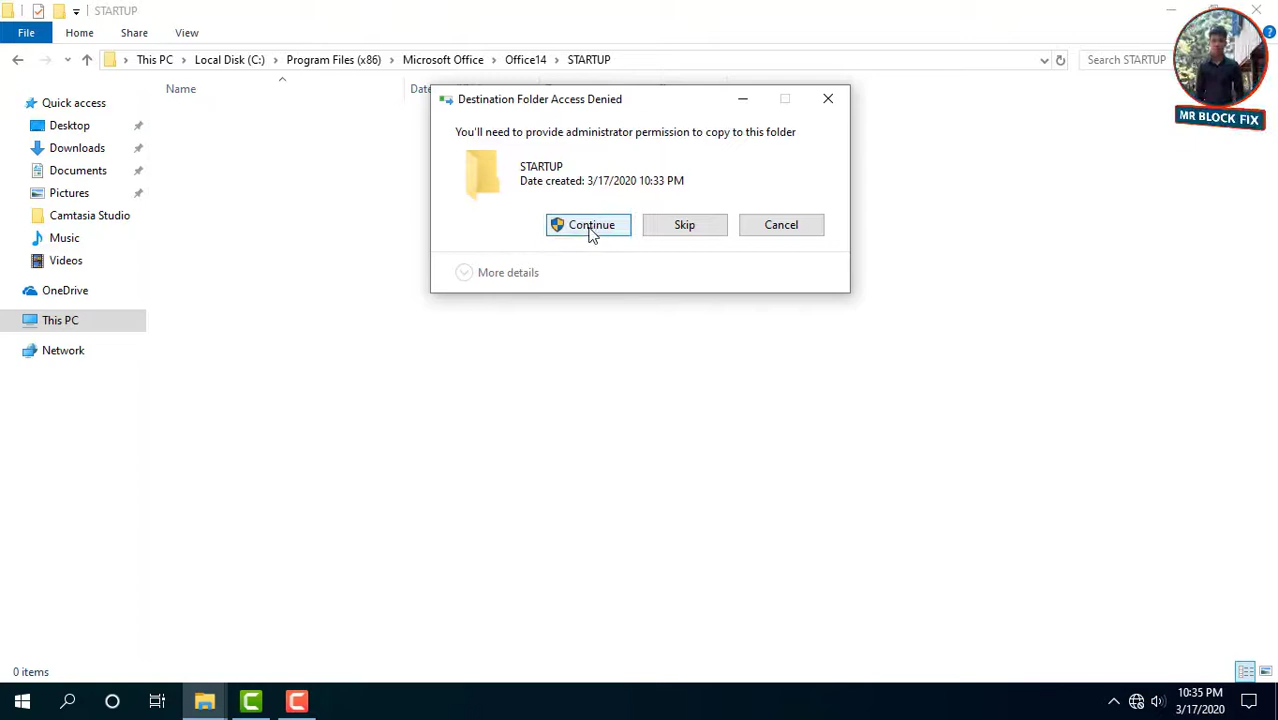 STARTUP
File Home Share View
This PC Local Disk (C:) Program Files (x86) Microsoft Office Office14 STARTUP
Search STARTUP
MR BLOCK FIX
Name
Date
Quick access
Desktop
Downloads
Documents
Pictures
Camtasia Studio
Music
Videos
OneDrive
This PC
Network
Destination Folder Access Denied
You'll need to provide administrator permission to copy to this folder
STARTUP
Date created: 3/17/2020 10:33 PM
Continue Skip Cancel
More details
0 items
10:35 PM
3/17/2020